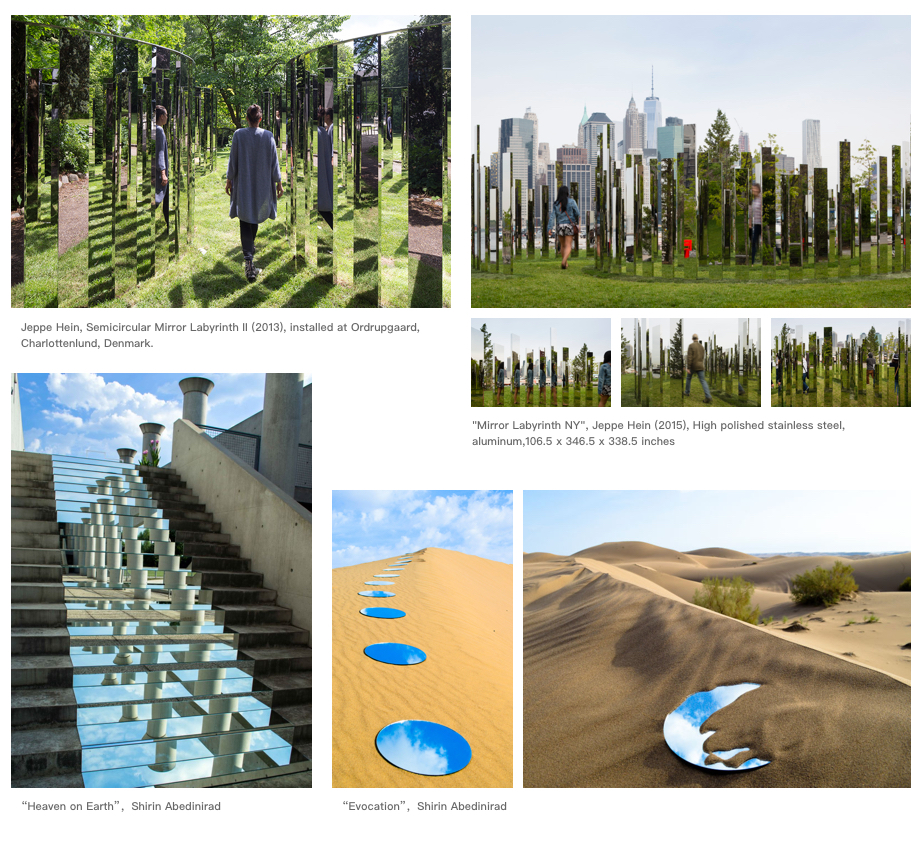 Jeppe Hein, Semicircular Mirror Labyrinth II (2013), installed at Ordrupgaard,
Charlottenlund, Denmark.
"Mirror Labyrinth NY", Jeppe Hein (2015), High polished stainless steel,
aluminum,106.5 x 346.5 x 338.5 inches
“Heaven on Earth”, Shirin Abedinirad
“Evocation”, Shirin Abedinirad